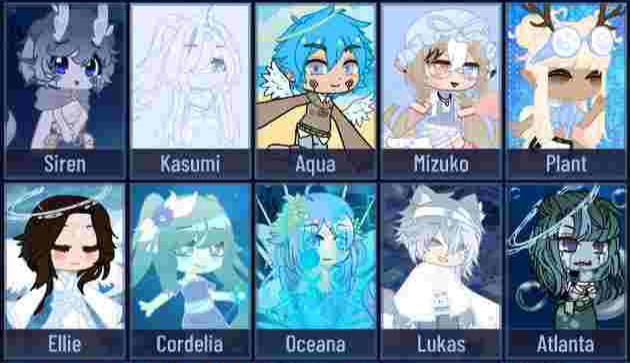 Siren
Kasumi
Aqua
Mizuko
Plant
Ellie
Cordelia
Oceana
Lukas
Atlanta